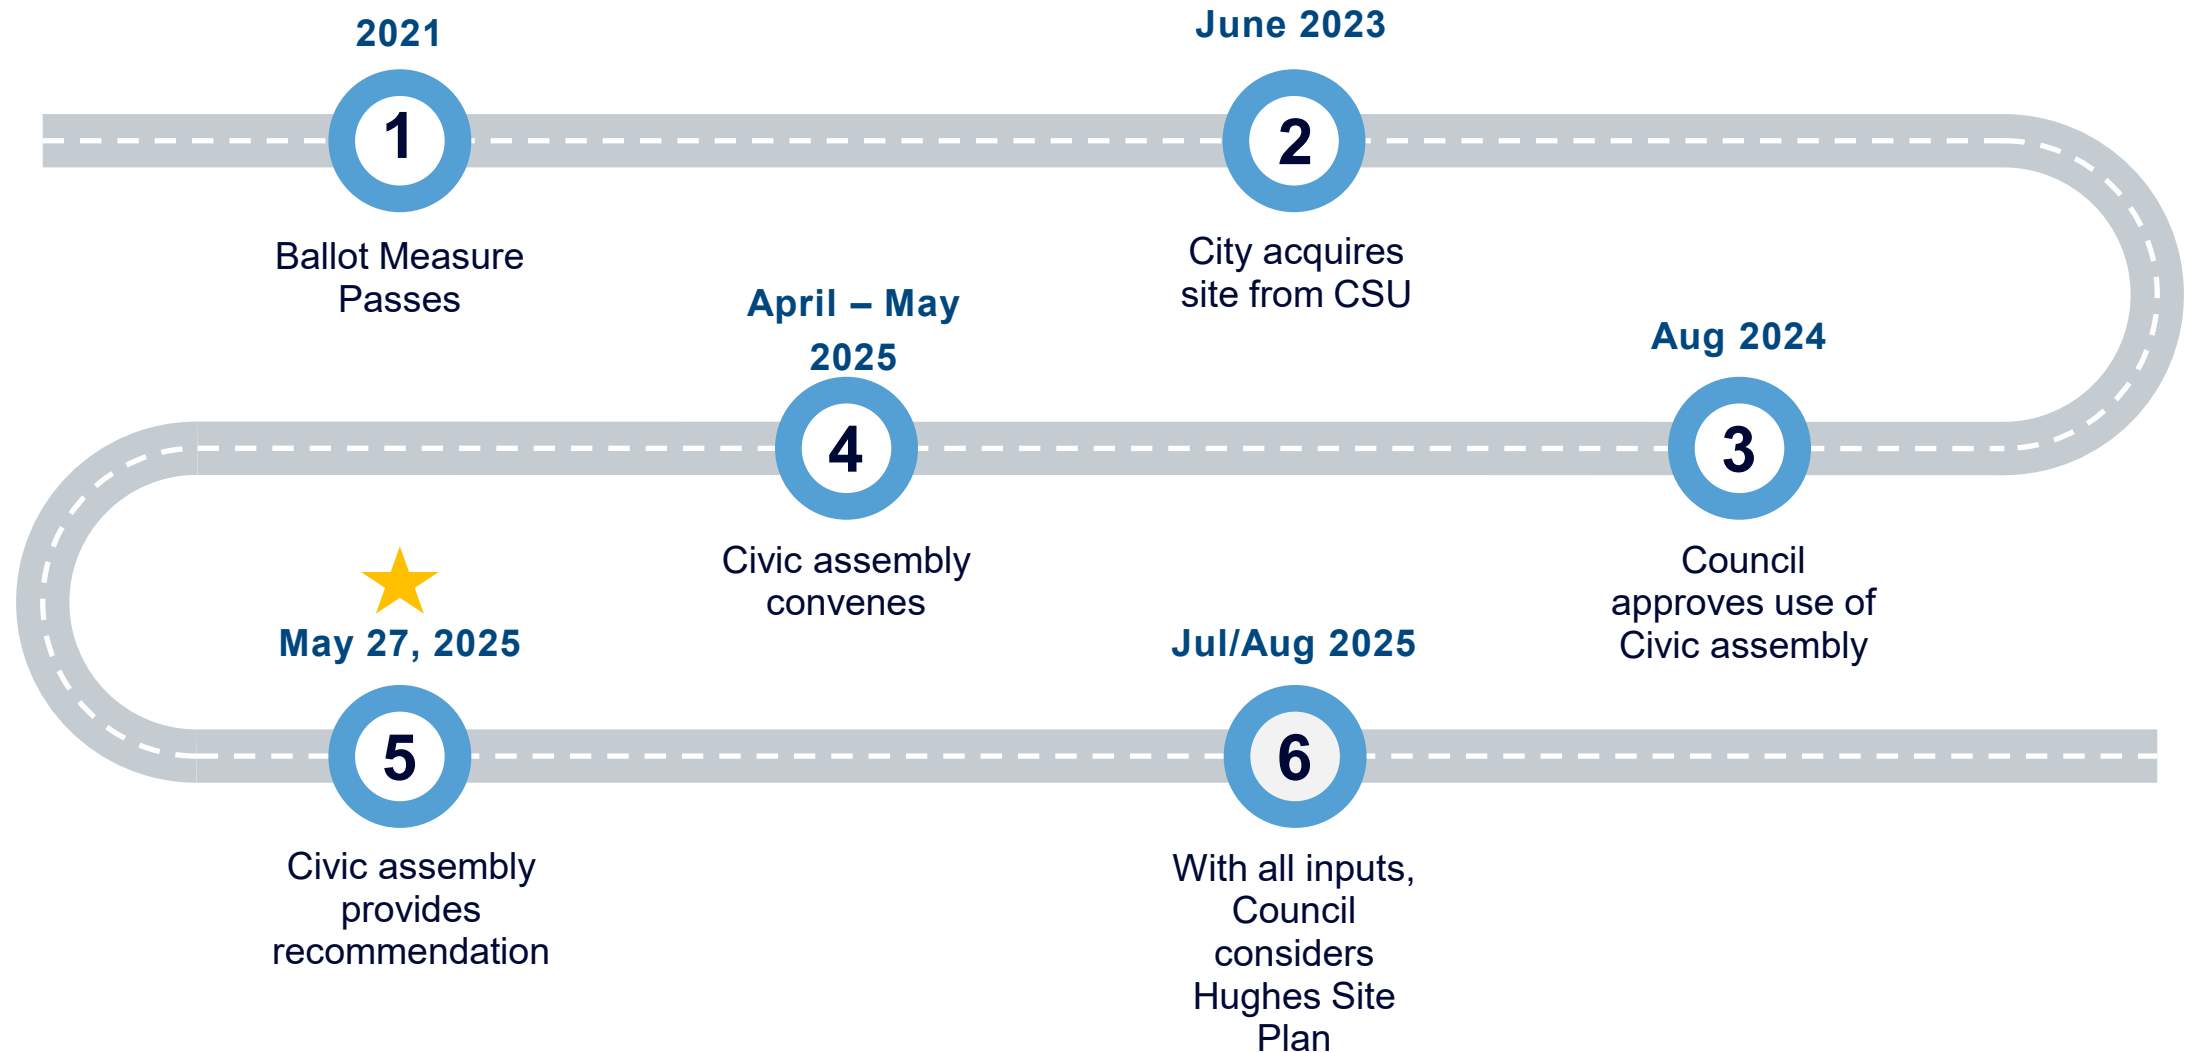 2021
1
Ballot Measure
Passes
June 2023
2
City acquires
site from CSU
Aug 2024
3
Council
approves use of
Civic assembly
April – May
2025
4
Civic assembly
convenes
May 27, 2025
5
Civic assembly
provides
recommendation
Jul/Aug 2025
6
With all inputs,
Council
considers
Hughes Site
Plan